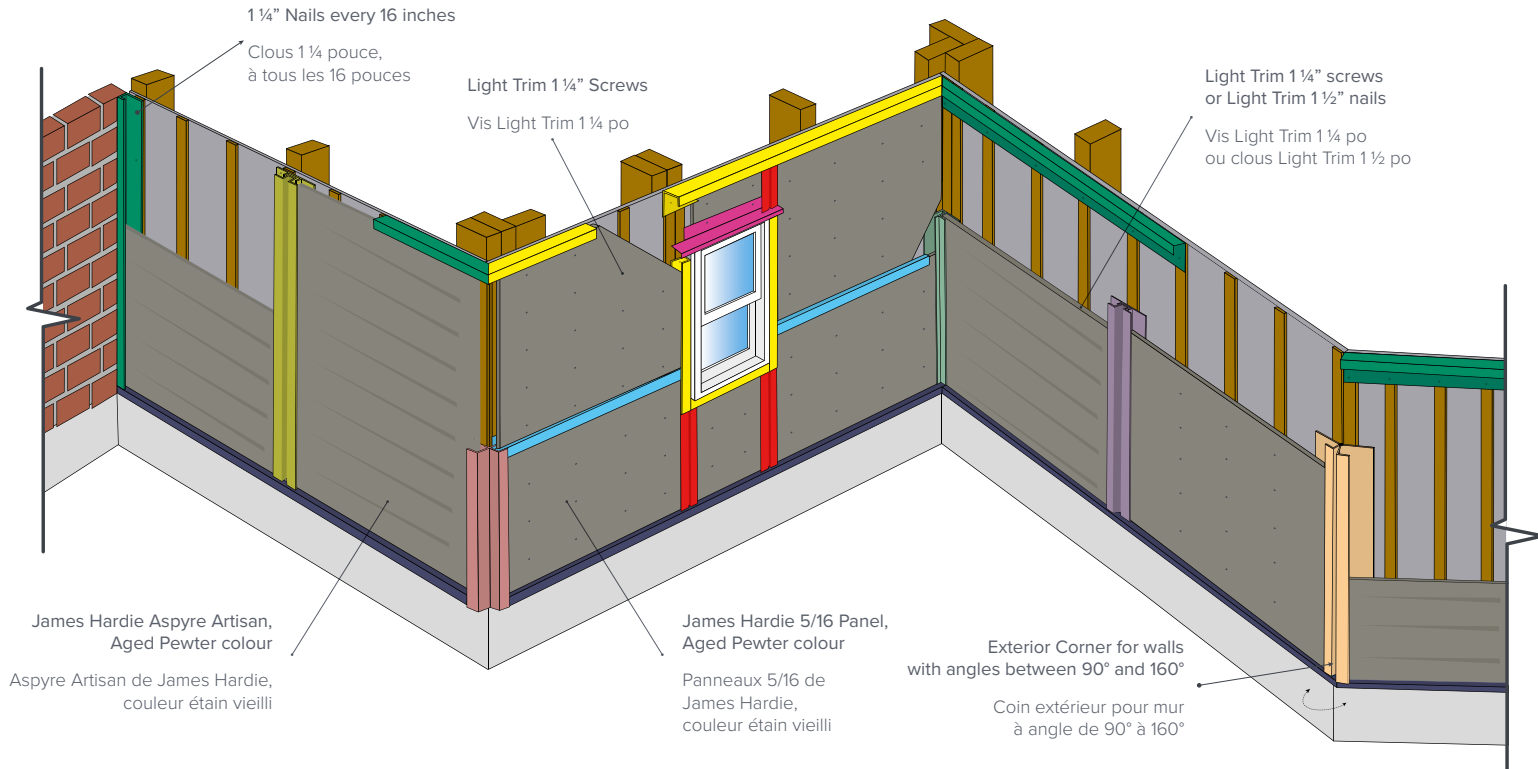 1 ¼” Nails every 16 inches
Clous 1 ¼ pouce,
à tous les 16 pouces
Light Trim 1 ¼” Screws
Vis Light Trim 1 ¼ po
Light Trim 1 ¼” screws
or Light Trim 1 ½” nails
Vis Light Trim 1 ¼ po
ou clous Light Trim 1 ½ po
James Hardie Aspyre Artisan,
Aged Pewter colour
Aspyre Artisan de James Hardie,
couleur étain vieilli
James Hardie 5/16 Panel,
Aged Pewter colour
Panneaux 5/16 de
James Hardie,
couleur étain vieilli
Exterior Corner for walls
with angles between 90° and 160°
Coin extérieur pour mur
à angle de 90° à 160°